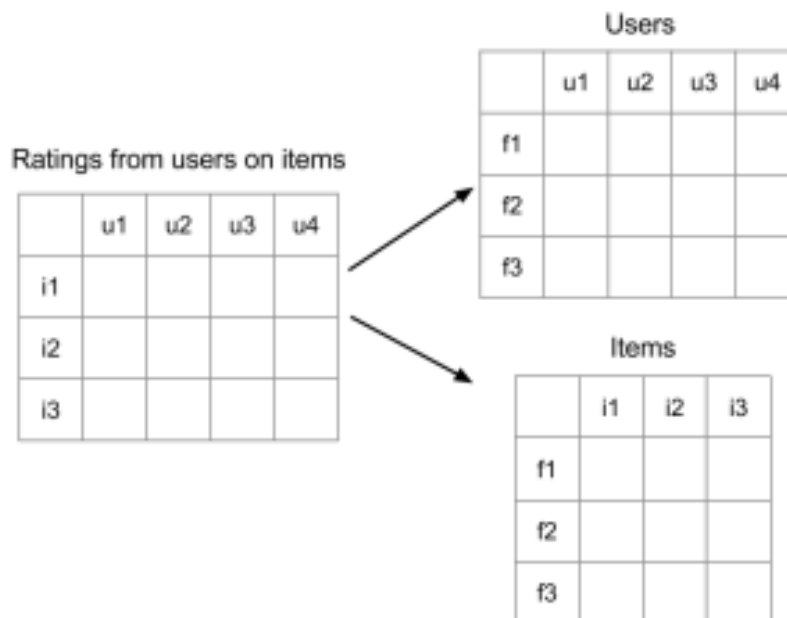 Users
u1 u2 u3 u4
f1
f2
f3
Ratings from users on items
u1 u2 u3 u4
i1
i2
i3
Items
i1 i2 i3
f1
f2
f3